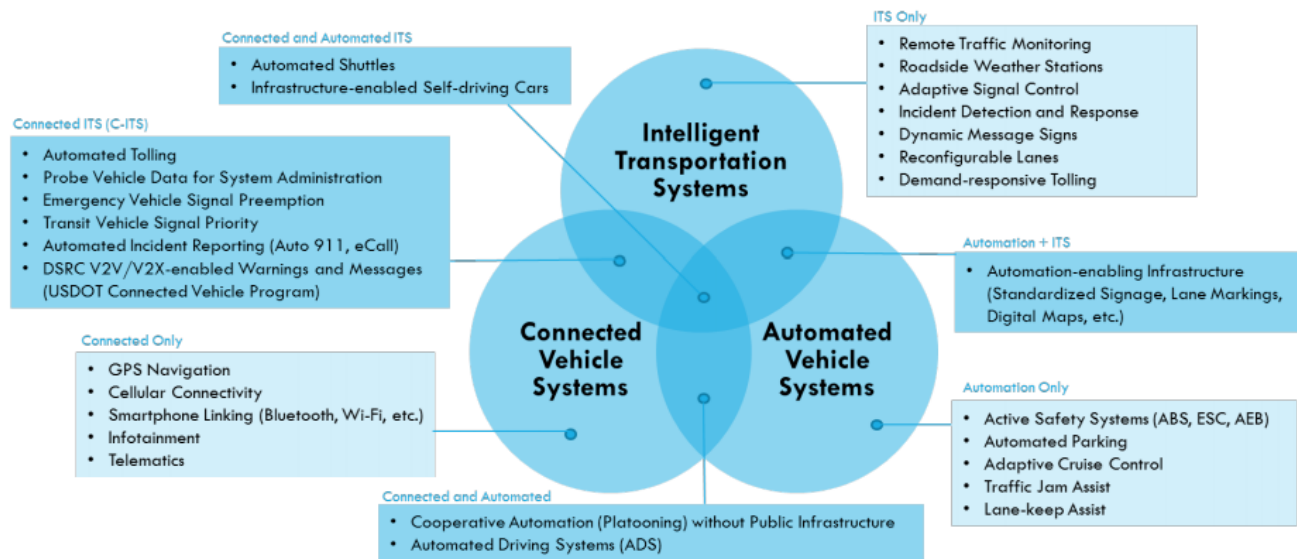 Connected and Automated ITS
• Automated Shuttles
• Infrastructure-enabled Self-driving Cars
ITS Only
• Remote Traffic Monitoring
• Roadside Weather Stations
• Adaptive Signal Control
• Incident Detection and Response
• Dynamic Message Signs
• Reconfigurable Lanes
• Demand-responsive Tolling
Connected ITS (C-ITS)
• Automated Tolling
• Probe Vehicle Data for System Administration
• Emergency Vehicle Signal Preemption
• Transit Vehicle Signal Priority
• Automated Incident Reporting (Auto 911, eCall)
• DSRC V2V/V2X-enabled Warnings and Messages
(USDOT Connected Vehicle Program)
Intelligent
Transportation
Systems
Automation + ITS
• Automation-enabling Infrastructure
(Standardized Signage, Lane Markings,
Digital Maps, etc.)
Connected Only
• GPS Navigation
• Cellular Connectivity
• Smartphone Linking (Bluetooth, Wi-Fi, etc.)
• Infotainment
• Telematics
Connected
Vehicle
Systems
Automated
Vehicle
Systems
Automation Only
• Active Safety Systems (ABS, ESC, AEB)
• Automated Parking
• Adaptive Cruise Control
• Traffic Jam Assist
• Lane-keep Assist
Connected and Automated
• Cooperative Automation (Platooning) without Public Infrastructure
• Automated Driving Systems (ADS)